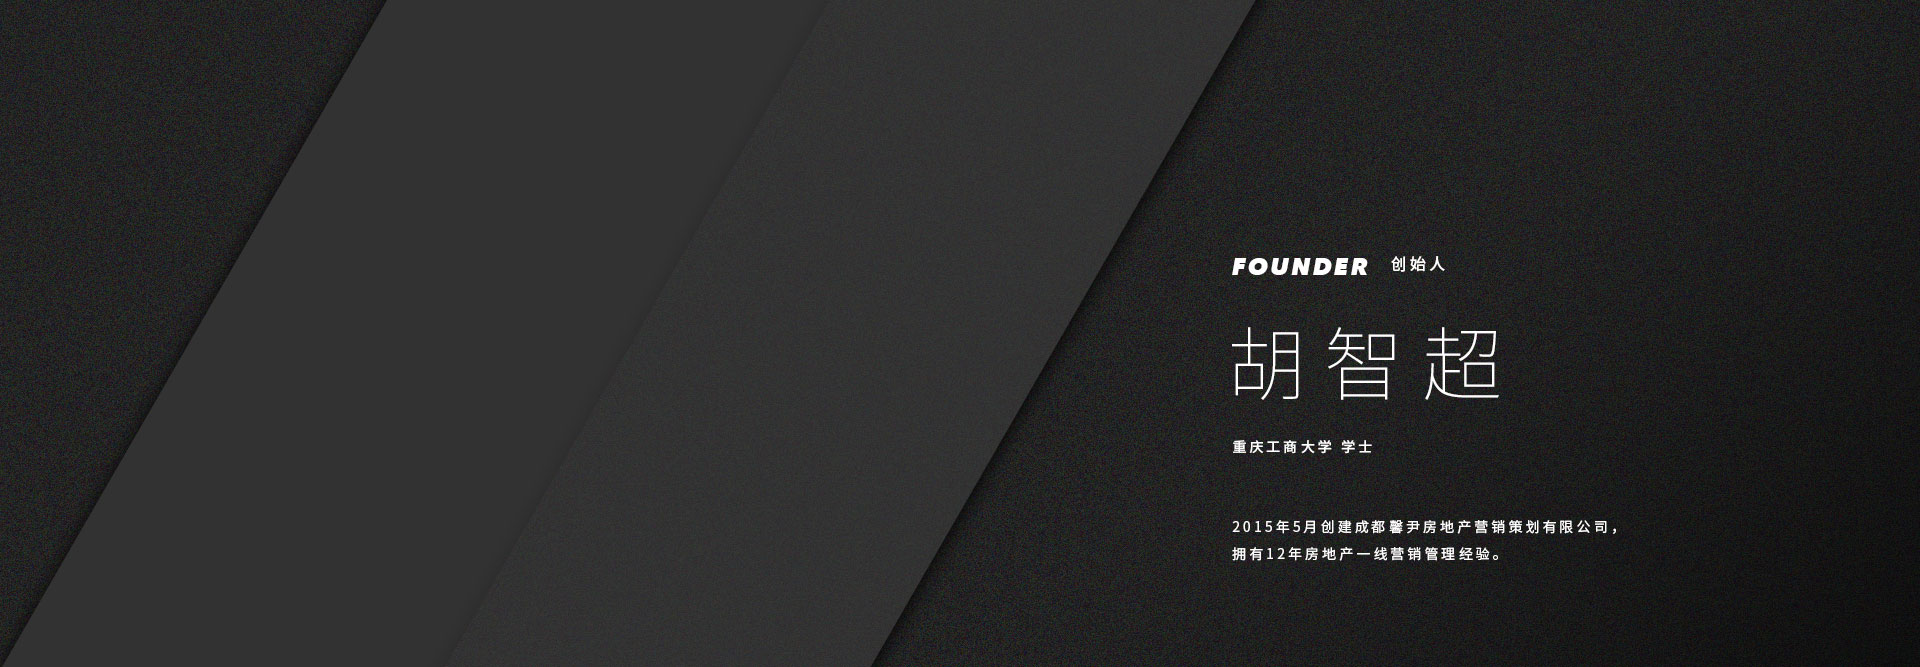 FOUNDER 创始人
胡智超
重庆工商大学 学士
2015年5月创建成都馨尹房地产营销策划有限公司，
拥有12年房地产一线营销管理经验。